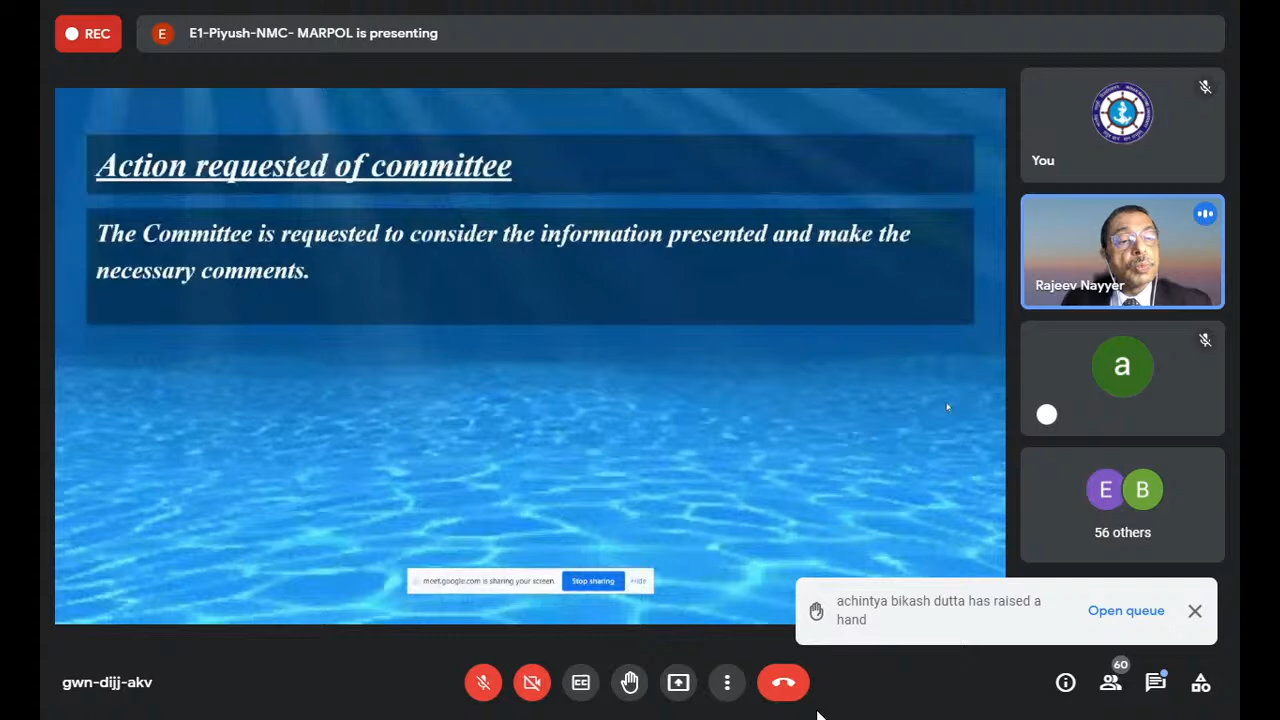 REC
E
E1-Piyush-NMC- MARPOL is presenting
Action requested of committee
The Committee is requested to consider the information presented and make the
necessary comments.
meet.google.com is sharing your screen.
Stop sharing
Hide
You
Rajeev Nayyer
a
E
B
56 others
achintya bikash dutta has raised a
hand
Open queue
gwn-dijj-akv
CC
60